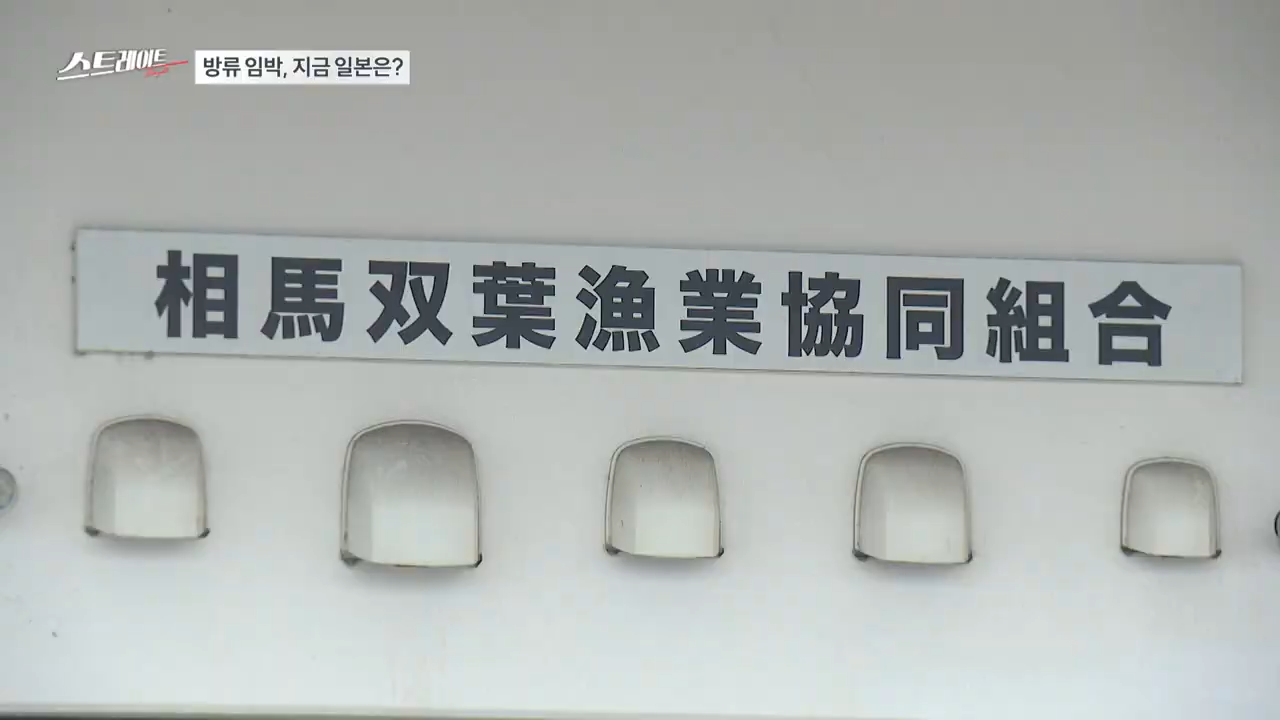 스트레이트
방류 임박, 지금 일본은?
相馬双葉漁業協同組合